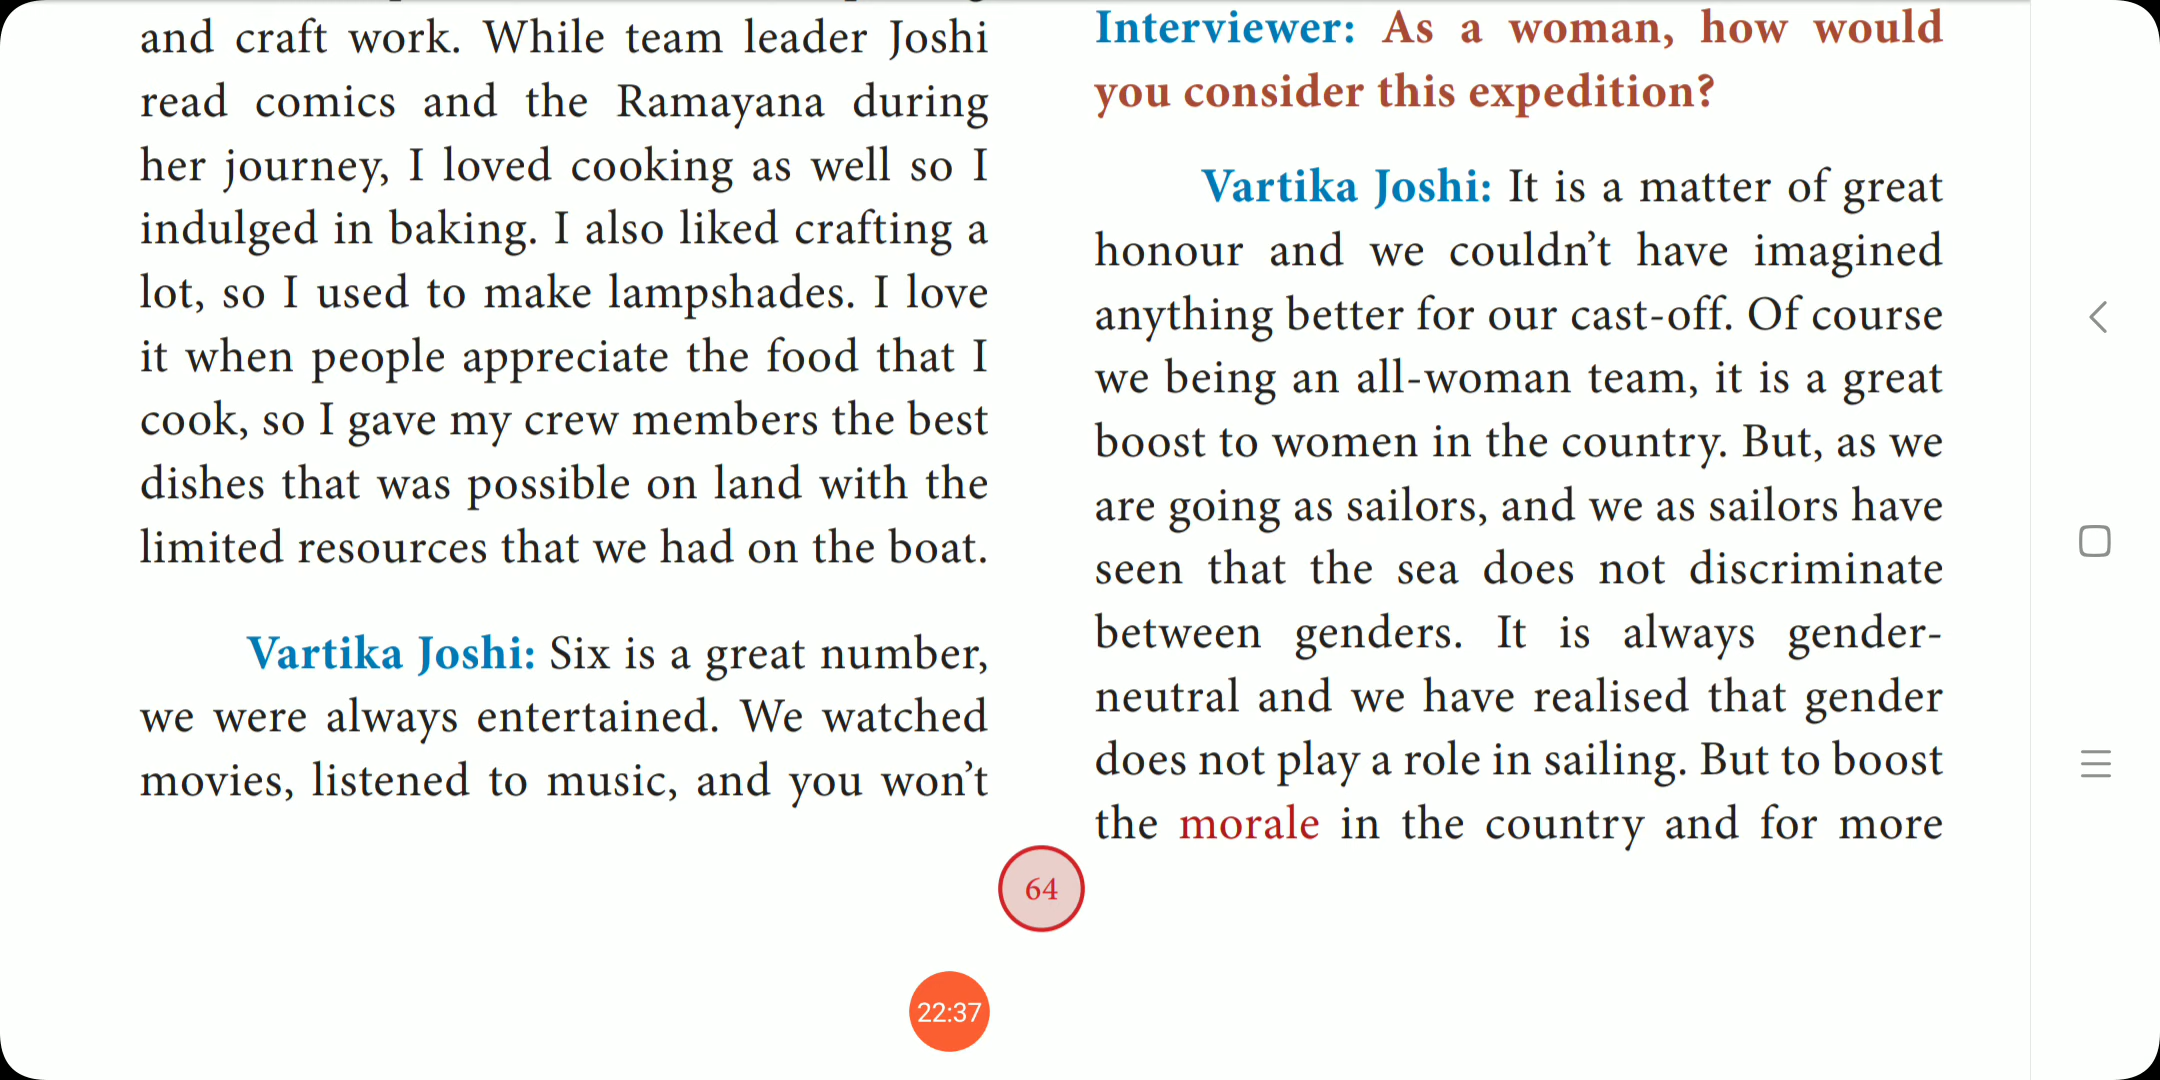 and craft work. While team leader Joshi
read comics and the Ramayana during
her journey, I loved cooking as well so I
indulged in baking. I also liked crafting a
lot, so I used to make lampshades. I love
it when people appreciate the food that I
cook, so I gave my crew members the best
dishes that was possible on land with the
limited resources that we had on the boat.
Vartika Joshi: Six is a great number,
we were always entertained. We watched
movies, listened to music, and you won’t
Interviewer: As a woman, how would
you consider this expedition?
Vartika Joshi: It is a matter of great
honour and we couldn’t have imagined
anything better for our cast-off. Of course
we being an all-woman team, it is a great
boost to women in the country. But, as we
are going as sailors, and we as sailors have
seen that the sea does not discriminate
between genders. It is always gender-
neutral and we have realised that gender
does not play a role in sailing. But to boost
the morale in the country and for more
64
22:37